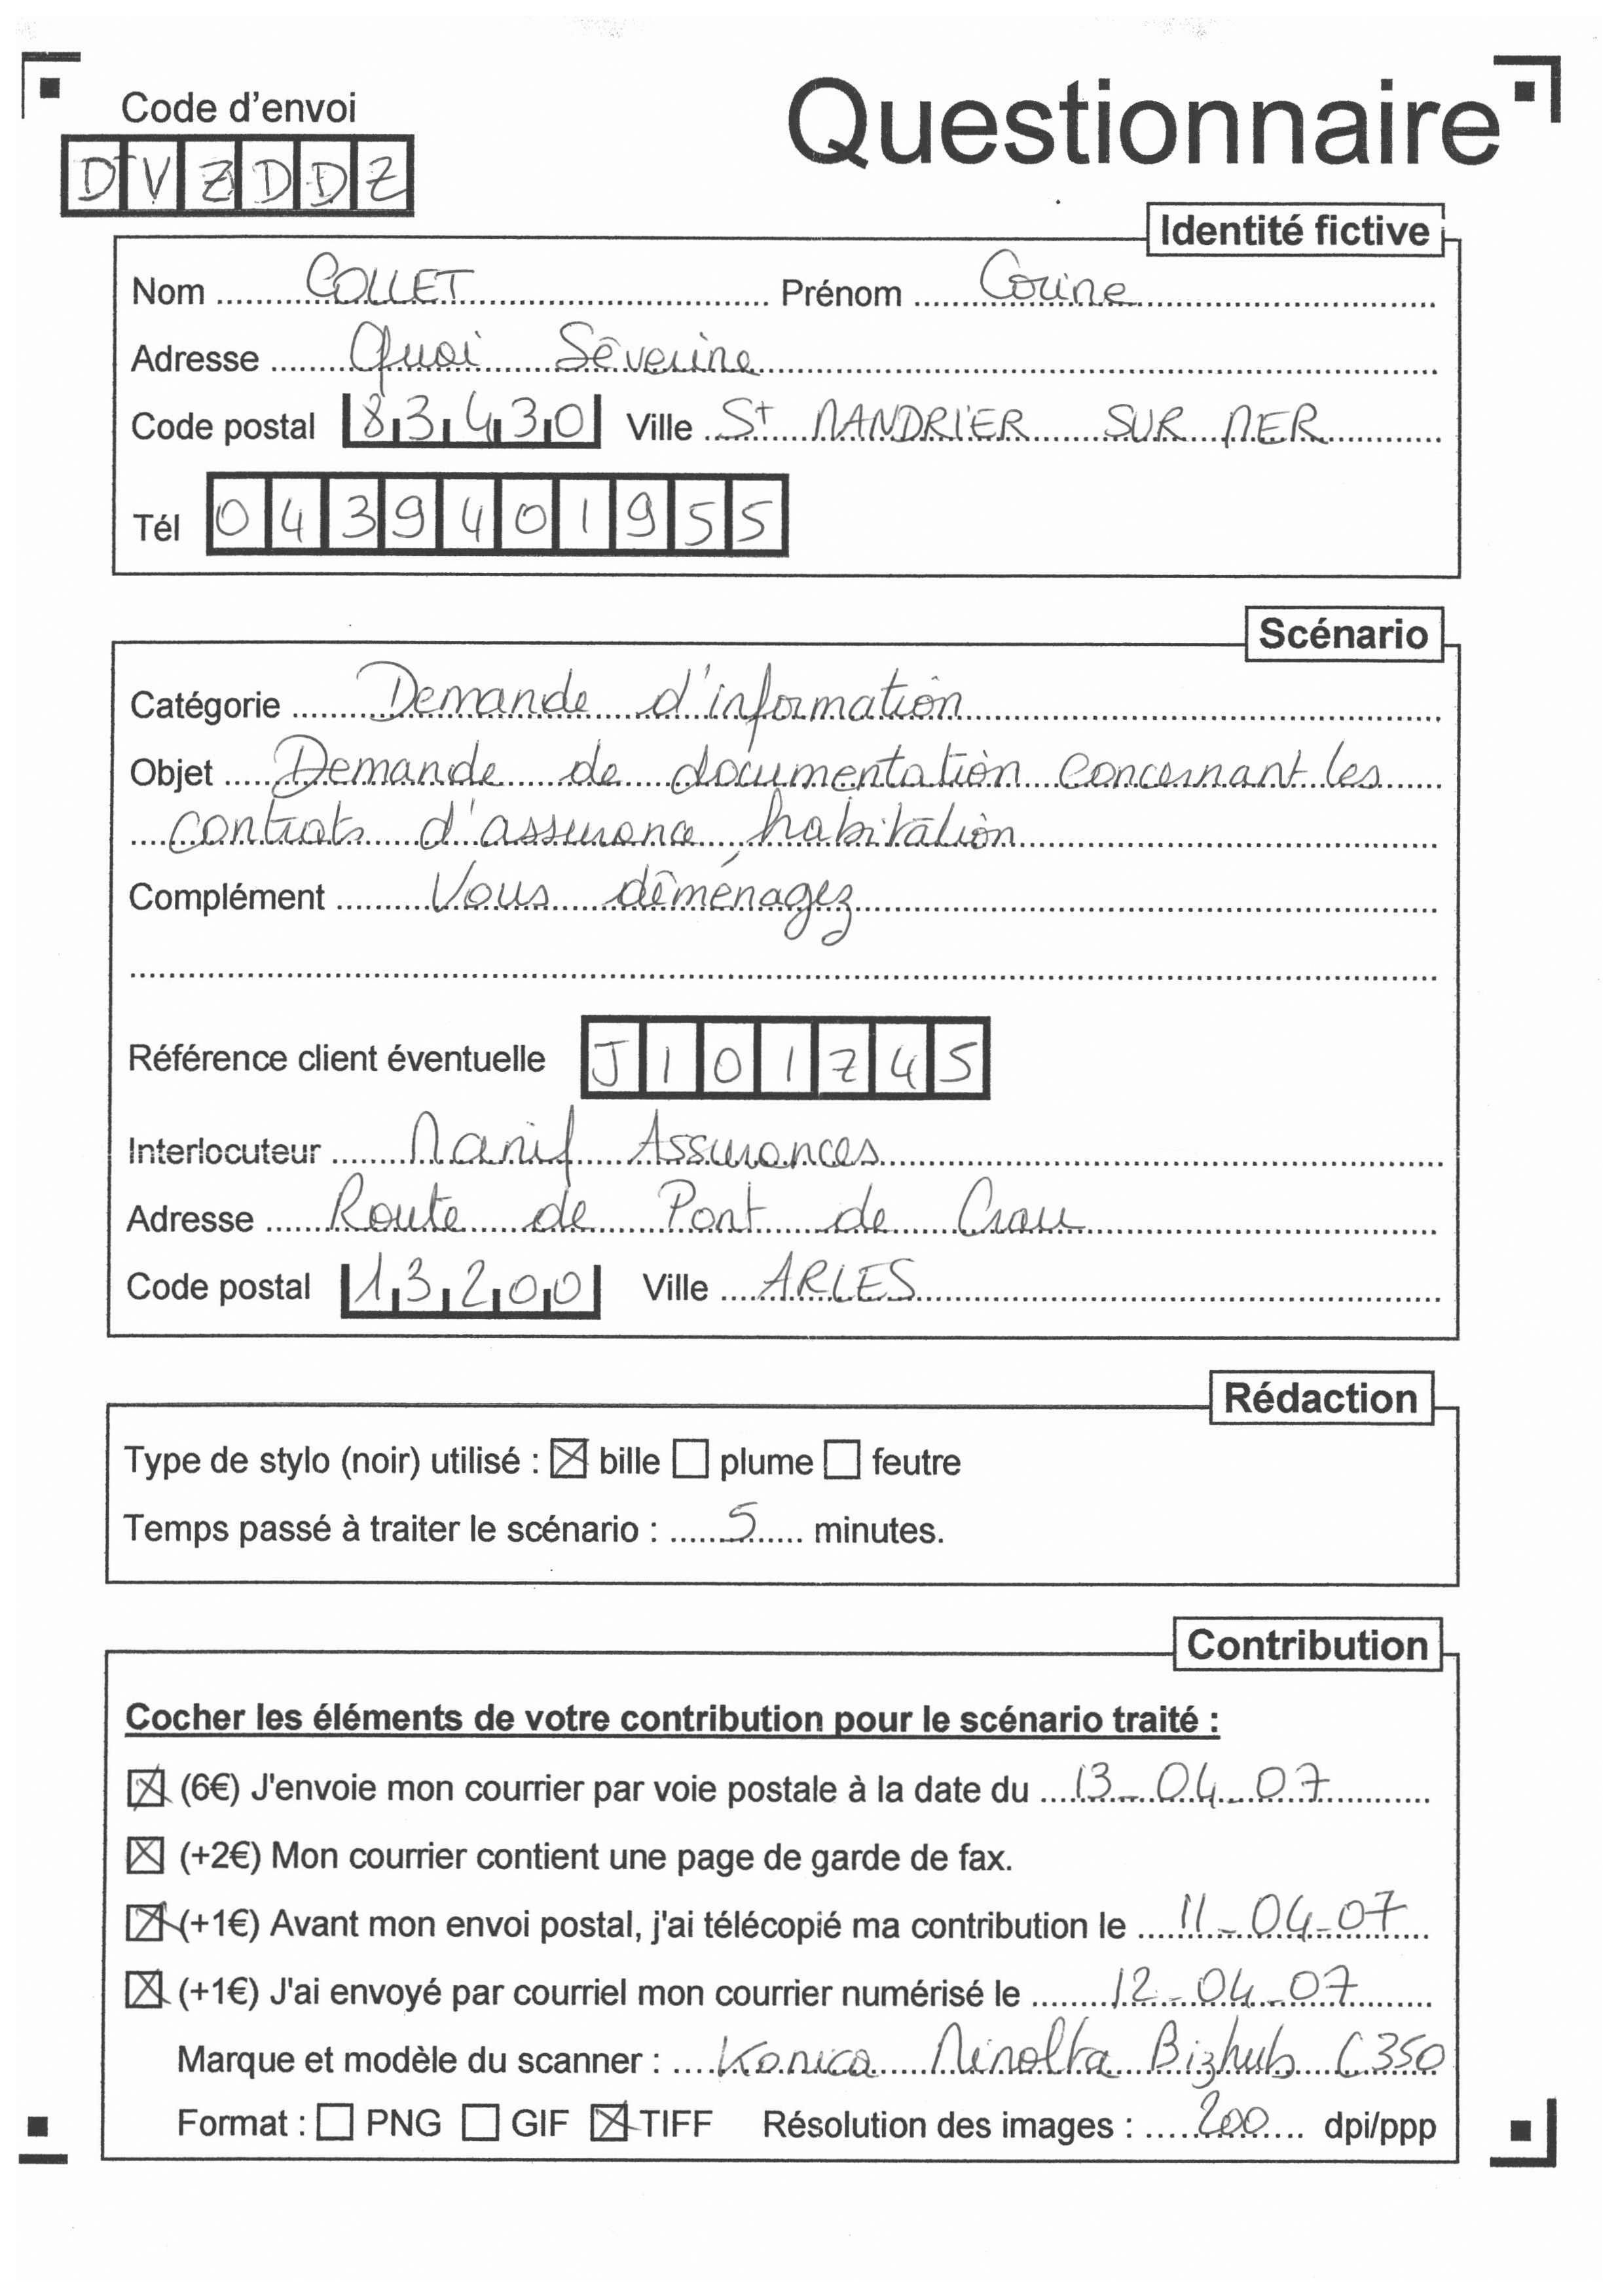 Questionnaire
Code d'envoi
DVZDDZ
Identité fictive
Nom COLLET Prénom Corine
Adresse Quai Séverine
Code postal 83430 Ville St MANDRIER SUR MER
Tél 0439401955
Scénario
Catégorie Demande d'information
Objet Demande de documentation concernant les
contrats d'assurance habitation
Complément Vous déménagez
Référence client éventuelle JI01Z45
Interlocuteur Manif Assurances
Adresse Route de Pont de Crau
Code postal 13200 Ville ARLES
Rédaction
Type de stylo (noir) utilisé : ☒ bille ☐ plume ☐ feutre
Temps passé à traiter le scénario : 5 minutes.
Contribution
Cocher les éléments de votre contribution pour le scénario traité :
☒ (6€) J'envoie mon courrier par voie postale à la date du 13-04-07
☒ (+2€) Mon courrier contient une page de garde de fax.
☒ (+1€) Avant mon envoi postal, j'ai télécopié ma contribution le 11-04-07
☒ (+1€) J'ai envoyé par courriel mon courrier numérisé le 12-04-07
Marque et modèle du scanner : Konica Minolta Bizhub C350
Format : ☐ PNG ☐ GIF ☒ TIFF Résolution des images : 200 dpi/ppp